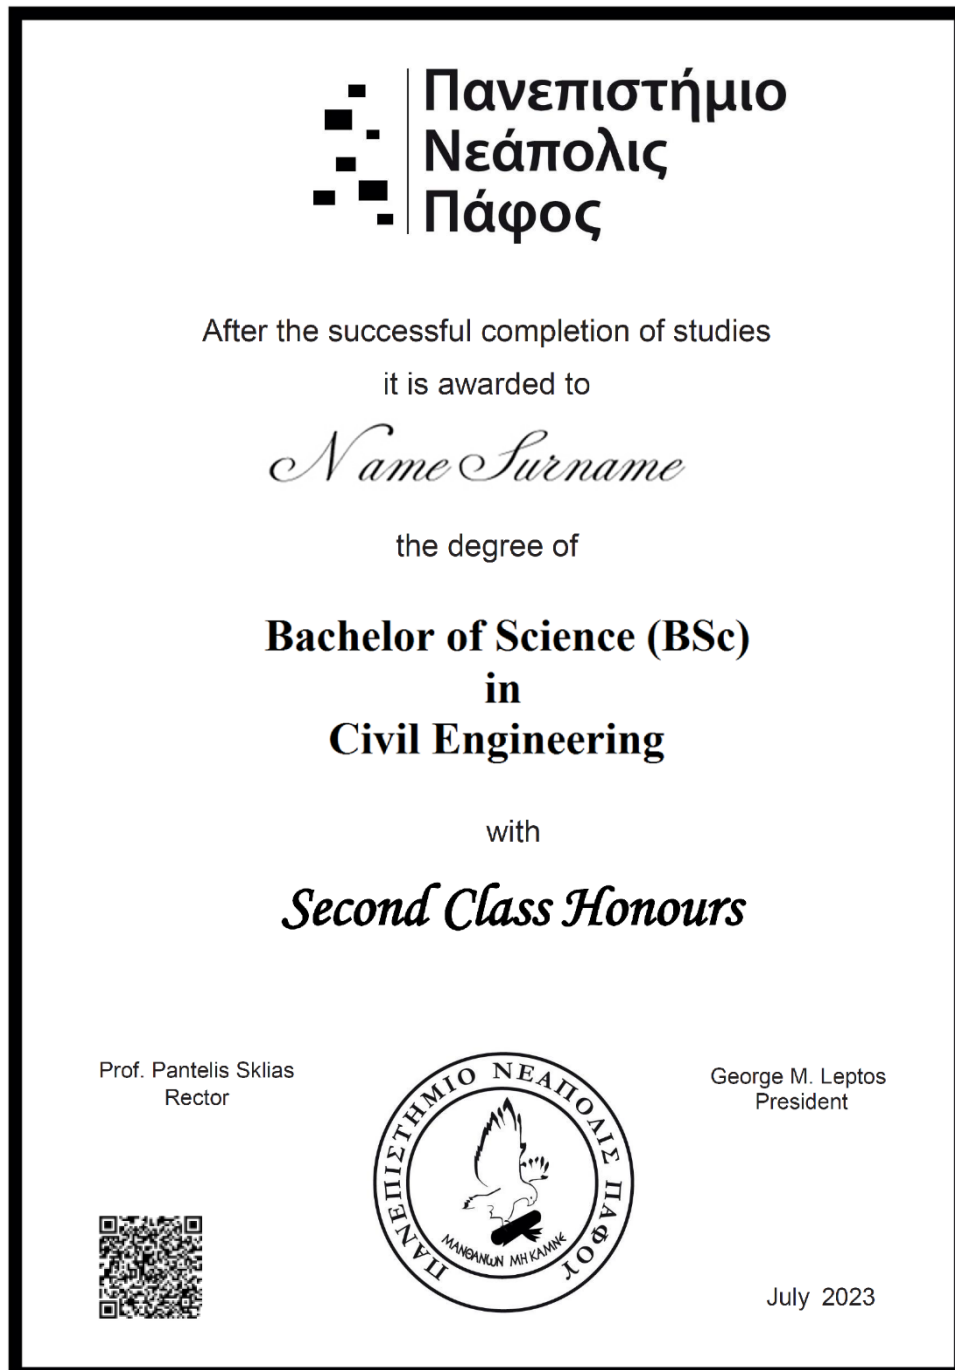 Πανεπιστήμιο
Νεάπολις
Πάφος
After the successful completion of studies
it is awarded to
Name Surname
the degree of
Bachelor of Science (BSc)
in
Civil Engineering
with
Second Class Honours
Prof. Pantelis Sklias
Rector
George M. Leptos
President
ΠΑΝΕΠΙΣΤΗΜΙΟ ΝΕΑΠΟΛΙΣ ΠΑΦΟΥ
ΜΑΝΘΑΝΩΝ ΜΗ ΚΑΜΝΕ
July 2023